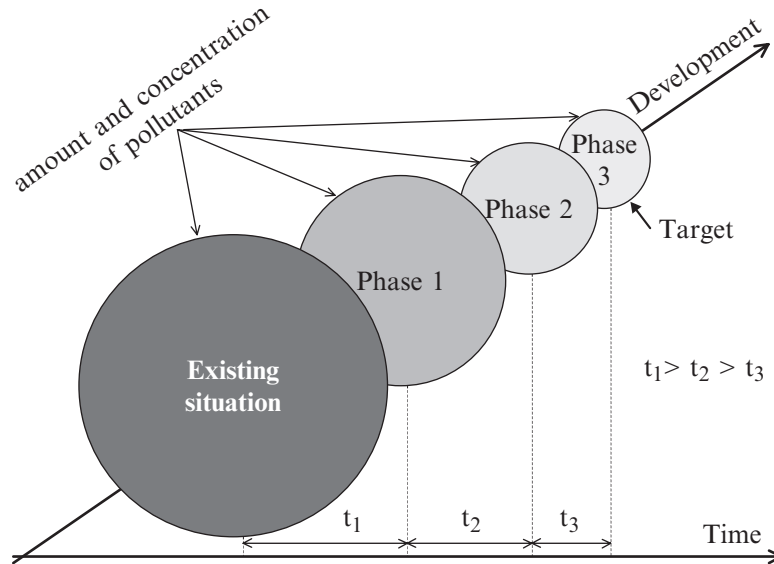 amount and concentration
of pollutants
Development
Phase
3
Phase 2
Target
Phase 1
Existing
situation
t₁> t₂ > t₃
t₁
t₂
t₃
Time